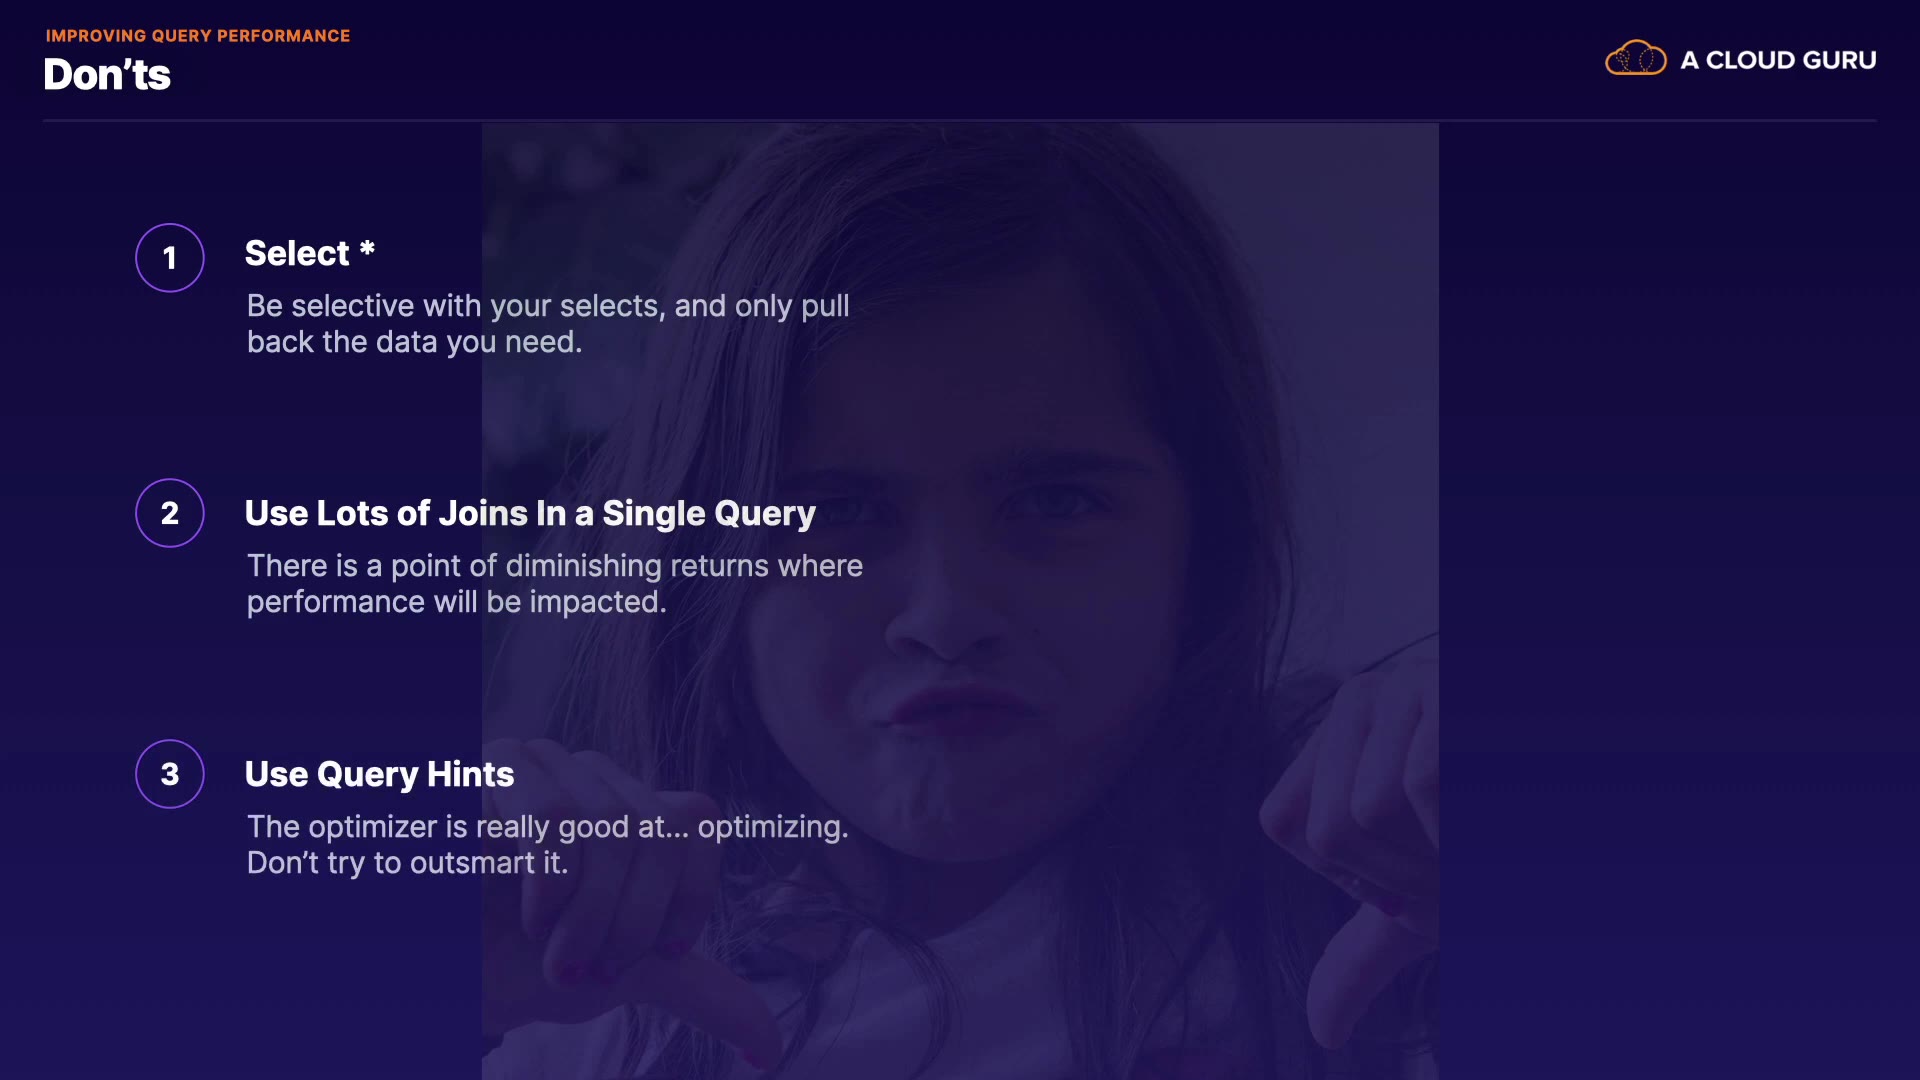 IMPROVING QUERY PERFORMANCE
Don’ts
A CLOUD GURU
1
Select *
Be selective with your selects, and only pull
back the data you need.
2
Use Lots of Joins In a Single Query
There is a point of diminishing returns where
performance will be impacted.
3
Use Query Hints
The optimizer is really good at... optimizing.
Don’t try to outsmart it.